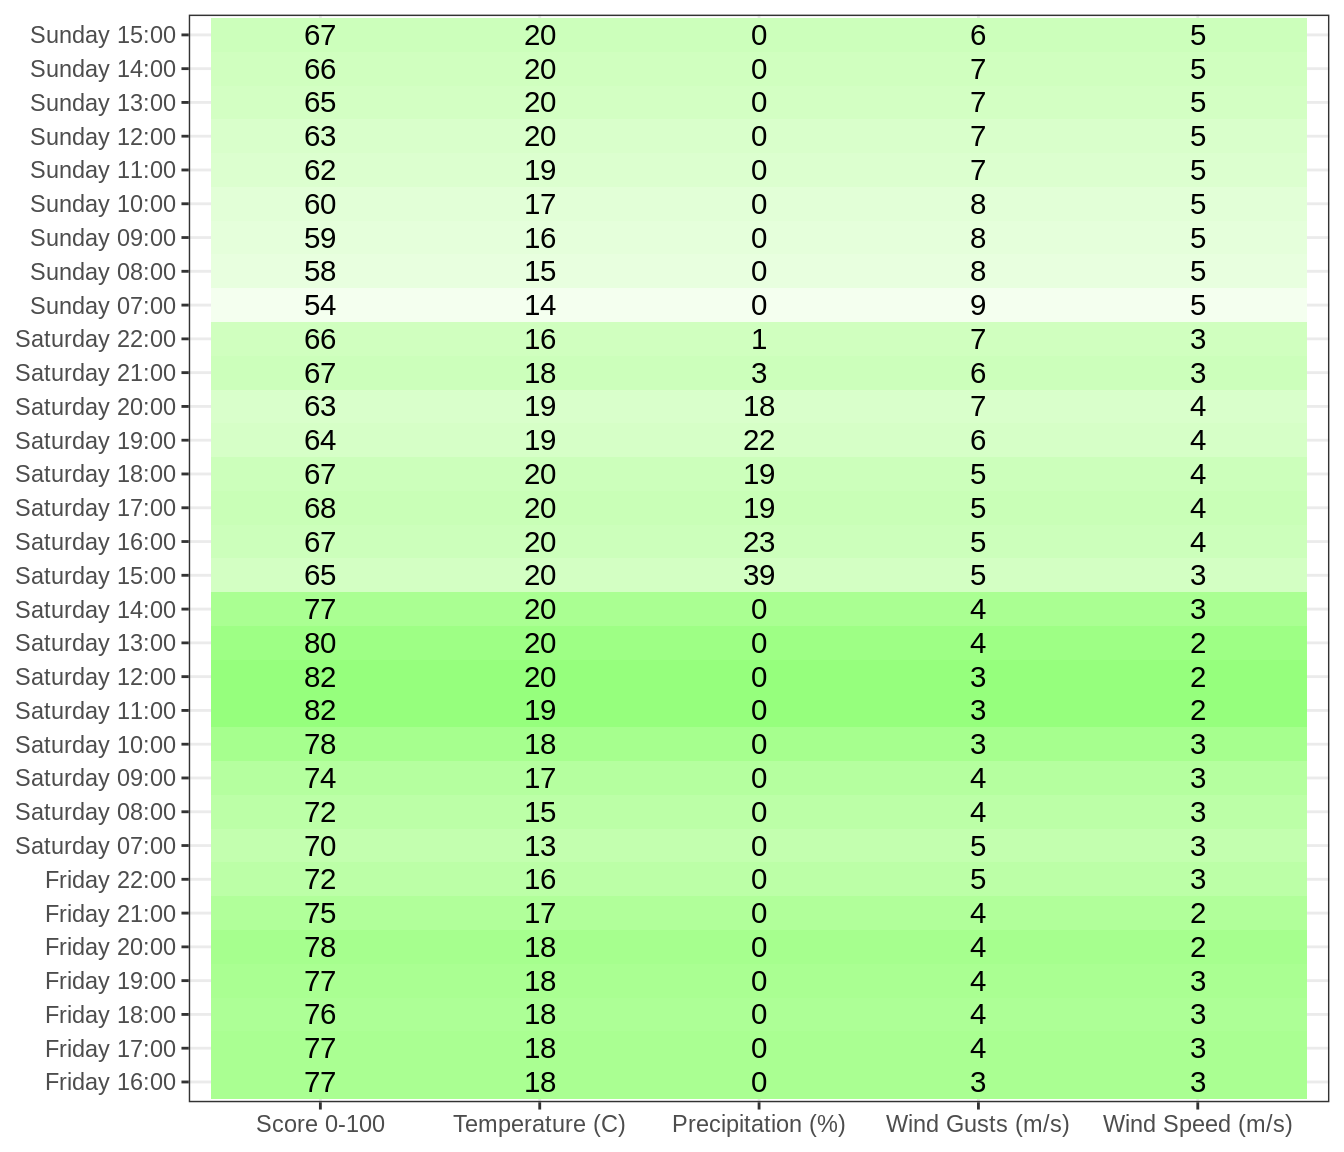 Sunday 15:00 67 20 0 6 5
Sunday 14:00 66 20 0 7 5
Sunday 13:00 65 20 0 7 5
Sunday 12:00 63 20 0 7 5
Sunday 11:00 62 19 0 7 5
Sunday 10:00 60 17 0 8 5
Sunday 09:00 59 16 0 8 5
Sunday 08:00 58 15 0 8 5
Sunday 07:00 54 14 0 9 5
Saturday 22:00 66 16 1 7 3
Saturday 21:00 67 18 3 6 3
Saturday 20:00 63 19 18 7 4
Saturday 19:00 64 19 22 6 4
Saturday 18:00 67 20 19 5 4
Saturday 17:00 68 20 19 5 4
Saturday 16:00 67 20 23 5 4
Saturday 15:00 65 20 39 5 3
Saturday 14:00 77 20 0 4 3
Saturday 13:00 80 20 0 4 2
Saturday 12:00 82 20 0 3 2
Saturday 11:00 82 19 0 3 2
Saturday 10:00 78 18 0 3 3
Saturday 09:00 74 17 0 4 3
Saturday 08:00 72 15 0 4 3
Saturday 07:00 70 13 0 5 3
Friday 22:00 72 16 0 5 3
Friday 21:00 75 17 0 4 2
Friday 20:00 78 18 0 4 2
Friday 19:00 77 18 0 4 3
Friday 18:00 76 18 0 4 3
Friday 17:00 77 18 0 4 3
Friday 16:00 77 18 0 3 3
Score 0-100 Temperature (C) Precipitation (%) Wind Gusts (m/s) Wind Speed (m/s)